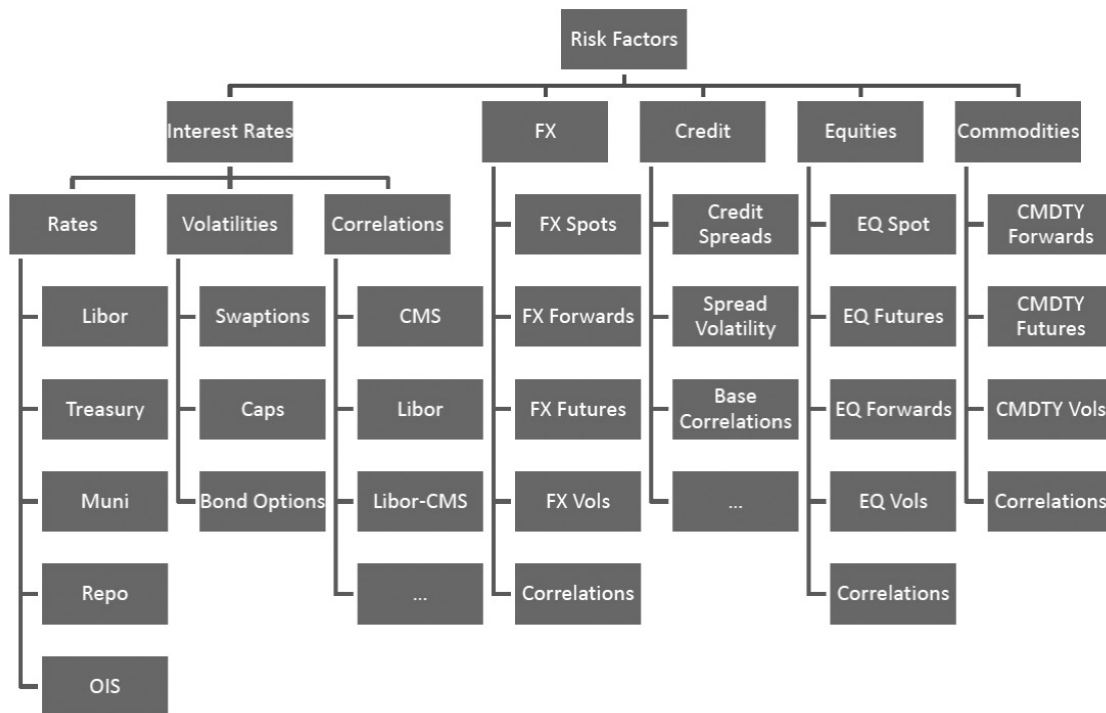 Risk Factors
Interest Rates
FX
Credit
Equities
Commodities
Rates
Volatilities
Correlations
FX Spots
Credit
Spreads
EQ Spot
CMDTY
Forwards
Libor
Swaptions
CMS
FX Forwards
Spread
Volatility
EQ Futures
CMDTY
Futures
Treasury
Caps
Libor
FX Futures
Base
Correlations
EQ Forwards
CMDTY Vols
Muni
Bond Options
Libor-CMS
FX Vols
...
EQ Vols
Correlations
Repo
...
Correlations
Correlations
OIS